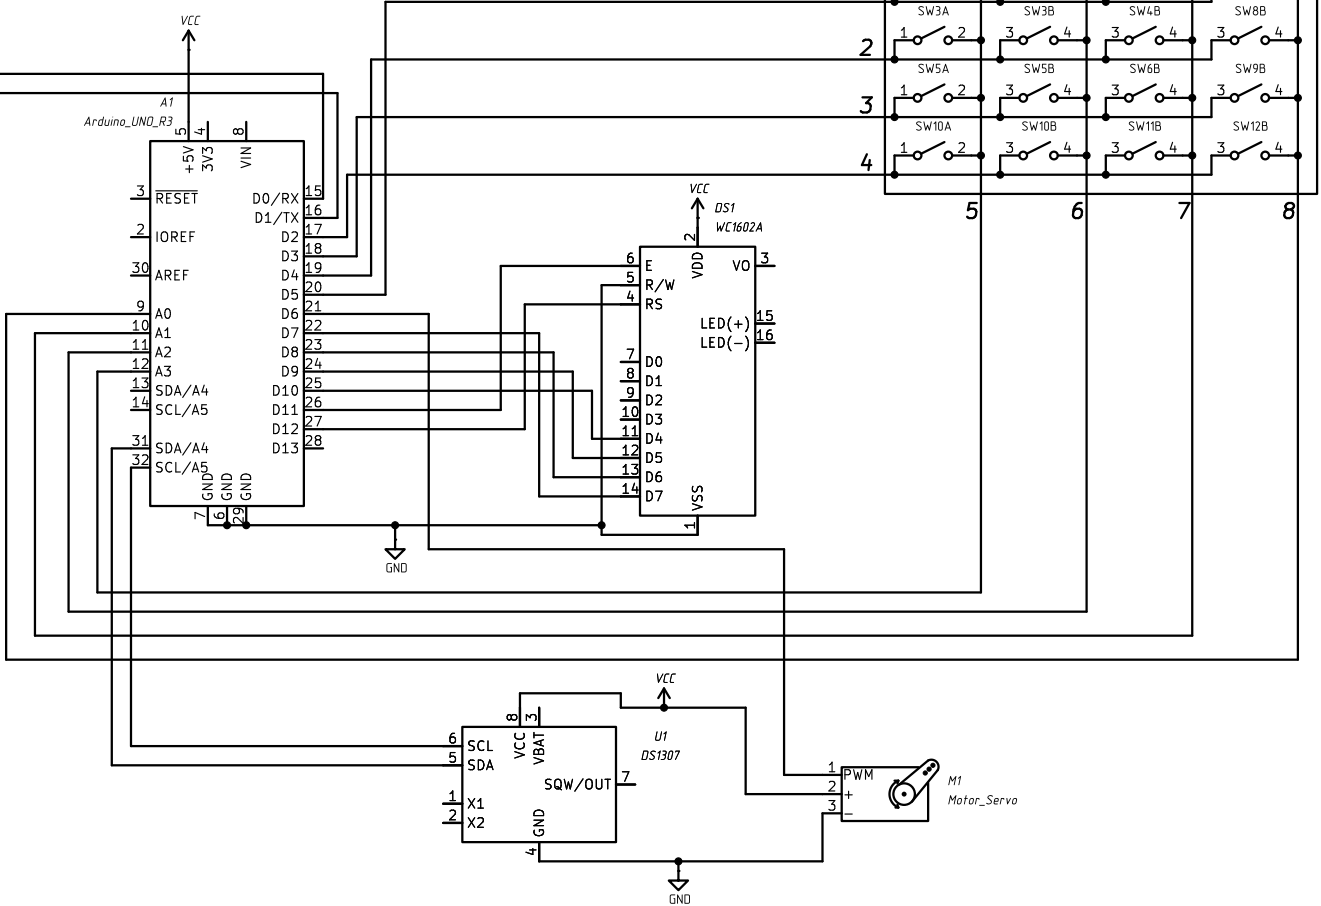 SW3A SW3B SW4B SW8B
VCC
1 2 3 4 3 4 3 4
2
SW5A SW5B SW6B SW9B
1 2 3 4 3 4 3 4
A1
3
Arduino_UNO_R3
SW10A SW10B SW11B SW12B
5 4 8
+5V 3V3 VIN
1 2 3 4 3 4 3 4
4
3 RESET D0/RX 15
D1/TX 16
2 IOREF D2 17
D3 18
30 AREF D4 19
D5 20
9 A0 D6 21
10 A1 D7 22
11 A2 D8 23
12 A3 D9 24
13 SDA/A4 D10 25
14 SCL/A5 D11 26
D12 27
31 SDA/A4 D13 28
32 SCL/A5
GND GND GND
7 6 29
GND
VCC
DS1
WC1602A
2
VDD
6 E VO 3
5 R/W
4 RS
LED(+) 15
LED(-) 16
7 D0
8 D1
9 D2
10 D3
11 D4
12 D5
13 D6
14 D7
VSS
1
5 6 7 8
VCC
8 3
VCC VBAT
U1
DS1307
6 SCL
5 SDA
SQW/OUT 7
1 X1
2 X2
GND
4
GND
1 PWM
2 +
3 -
M1
Motor_Servo